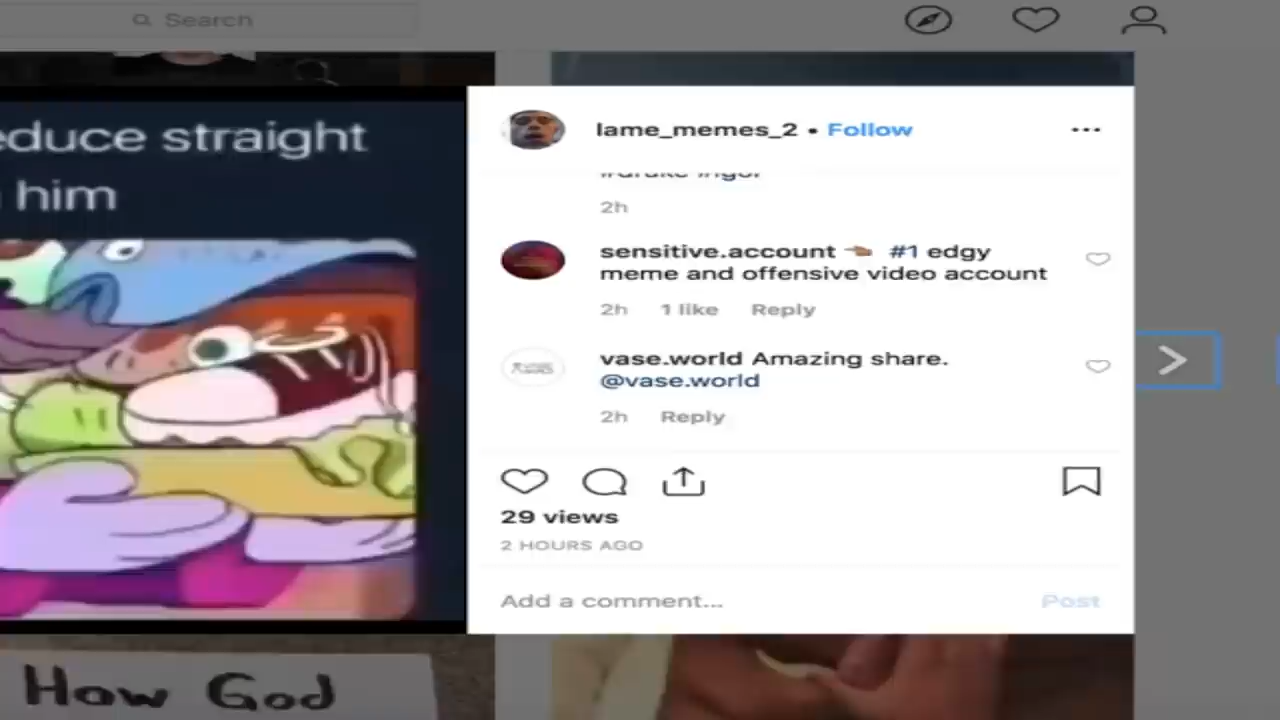 Search
educe straight
him
lame_memes_2 • Follow
#drake #igor
2h
sensitive.account #1 edgy
meme and offensive video account
2h 1 like Reply
vase.world Amazing share.
@vase.world
2h Reply
29 views
2 HOURS AGO
Add a comment... Post
How God